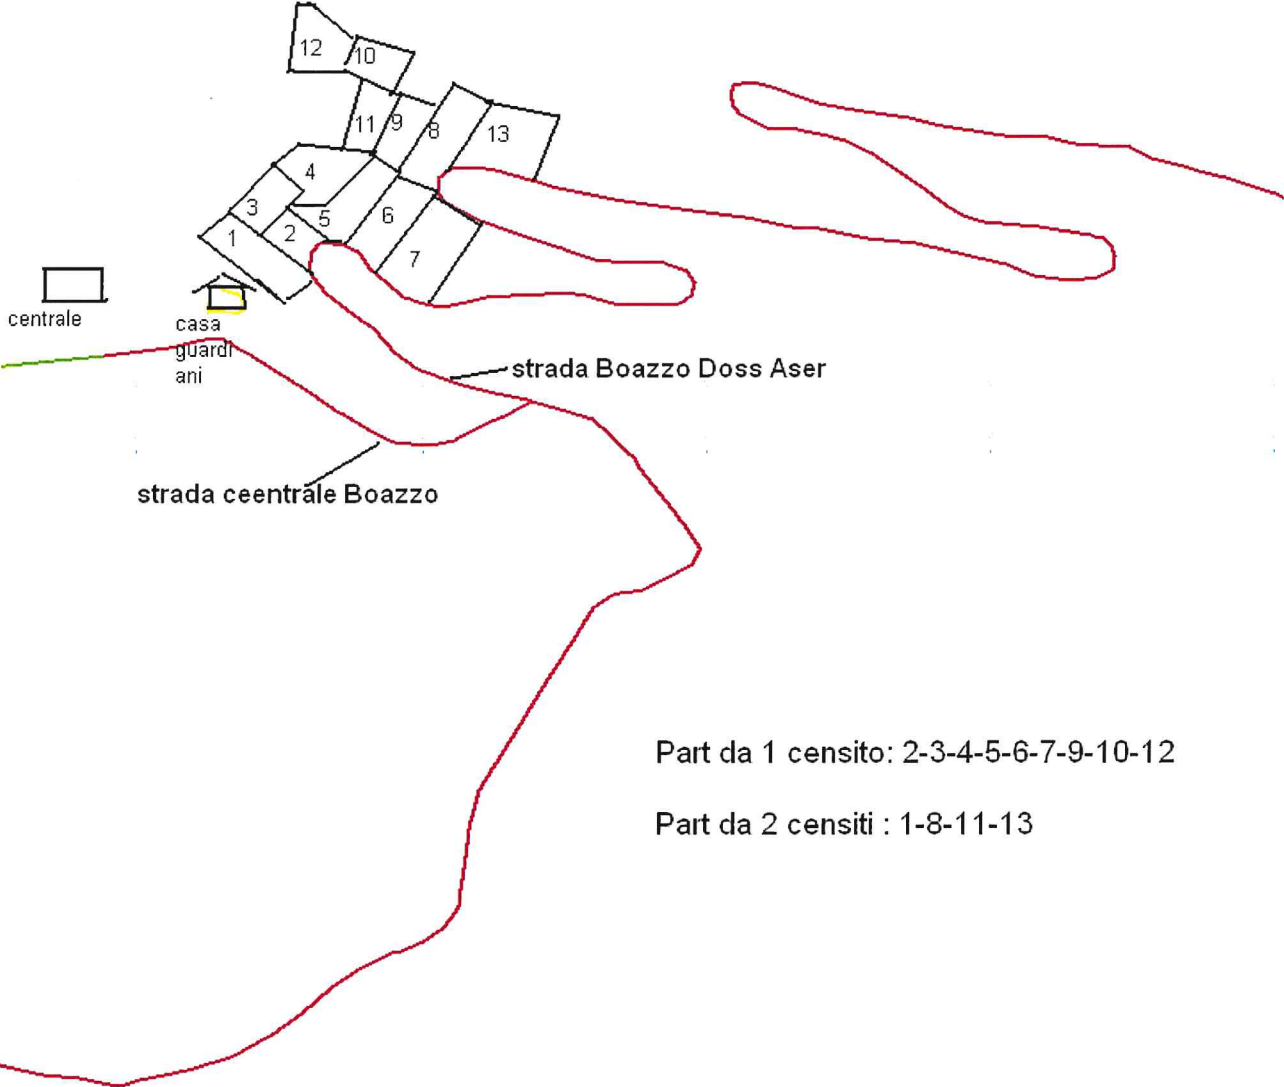 12
10
11
9
8
13
4
3
5
6
1
2
7
centrale
casa
guardi
ani
strada Boazzo Doss Aser
strada ceentrale Boazzo
Part da 1 censito: 2-3-4-5-6-7-9-10-12
Part da 2 censiti : 1-8-11-13